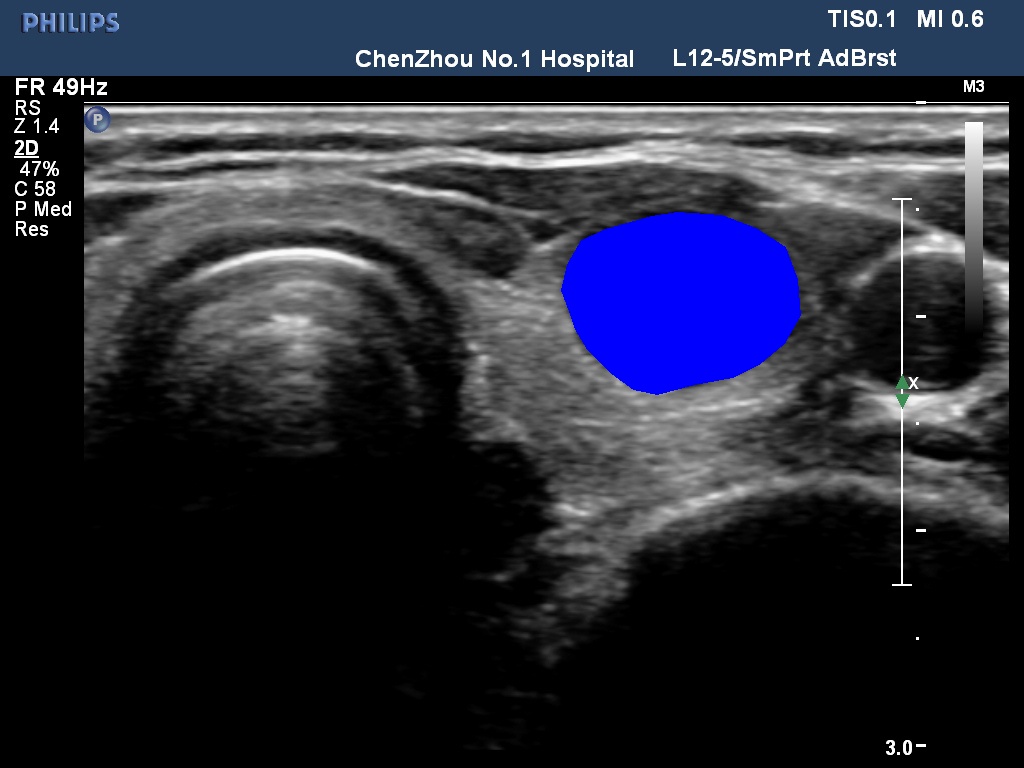 PHILIPS
TIS0.1 MI 0.6
ChenZhou No.1 Hospital L12-5/SmPrt AdBrst
FR 49Hz
M3
RS
P
Z 1.4
2D
47%
C 58
P Med
Res
X
3.0